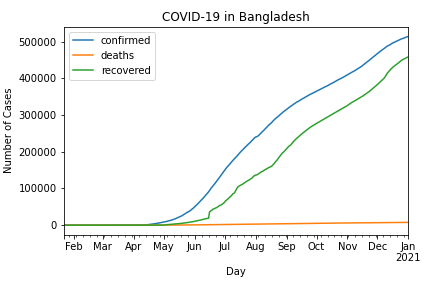 COVID-19 in Bangladesh
confirmed
deaths
recovered
500000
400000
300000
200000
100000
0
Number of Cases
Feb Mar Apr May Jun Jul Aug Sep Oct Nov Dec Jan
2021
Day